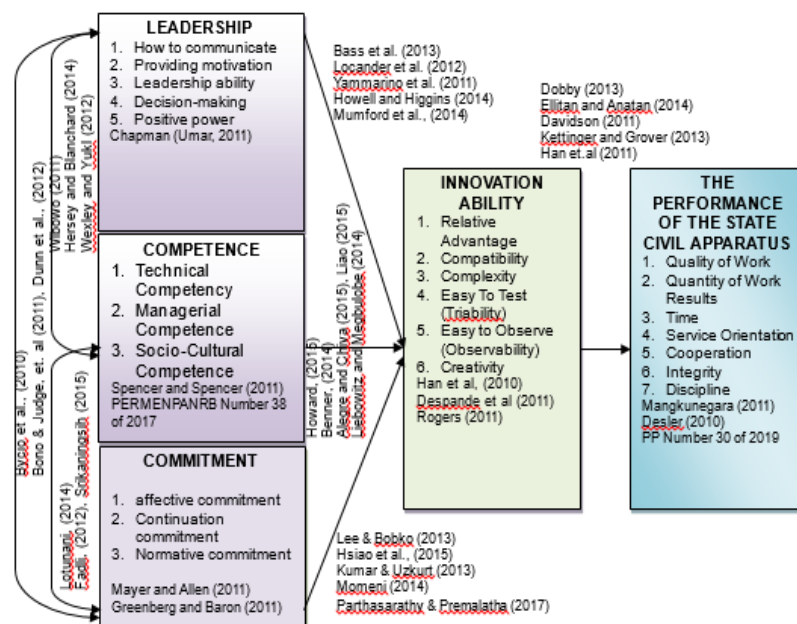 LEADERSHIP
1. How to communicate
2. Providing motivation
3. Leadership ability
4. Decision-making
5. Positive power
Chapman (Umar, 2011)
COMPETENCE
1. Technical
Competency
2. Managerial
Competence
3. Socio-Cultural
Competence
Spencer and Spencer (2011)
PERMENPANRB Number 38
of 2017
COMMITMENT
1. affective commitment
2. Continuation
commitment
3. Normative commitment
Mayer and Allen (2011)
Greenberg and Baron (2011)
Bycio et al., (2010)
Bono & Judge, et. al (2011), Dunn et al., (2012)
Wibowo (2011)
Hersey and Blanchard (2014)
Wexley and Yukl (2012)
Lotunani, (2014)
Fadli, (2012), Srikaningsih, (2015)
Bass et al. (2013)
Locander et al. (2012)
Yammarino et al. (2011)
Howell and Higgins (2014)
Mumford et al., (2014)
Howard, (2015)
Benner, (2014)
Alegre and Chiva (2015), Liao (2015)
Liebowitz and Megbulobe (2014)
Lee & Bobko (2013)
Hsiao et al., (2015)
Kumar & Uzkurt (2013)
Momeni (2014)
Parthasarathy & Premalatha (2017)
INNOVATION
ABILITY
1. Relative
Advantage
2. Compatibility
3. Complexity
4. Easy To Test
(Triability)
5. Easy to Observe
(Observability)
6. Creativity
Han et al, (2010)
Despande et al (2011)
Rogers (2011)
Dobby (2013)
Ellitan and Anatan (2014)
Davidson (2011)
Kettinger and Grover (2013)
Han et.al (2011)
THE
PERFORMANCE
OF THE STATE
CIVIL APPARATUS
1. Quality of Work
2. Quantity of Work
Results
3. Time
4. Service Orientation
5. Cooperation
6. Integrity
7. Discipline
Mangkunegara (2011)
Desler (2010)
PP Number 30 of 2019